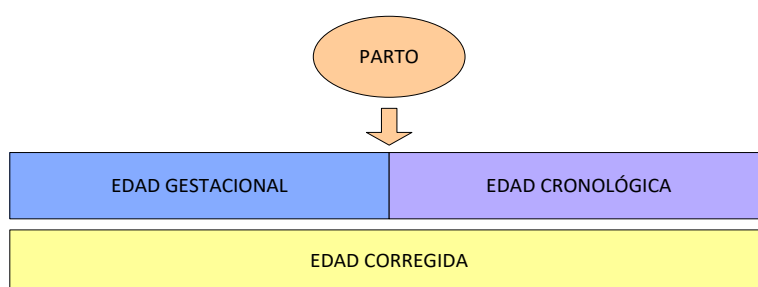 PARTO
EDAD GESTACIONAL
EDAD CRONOLÓGICA
EDAD CORREGIDA